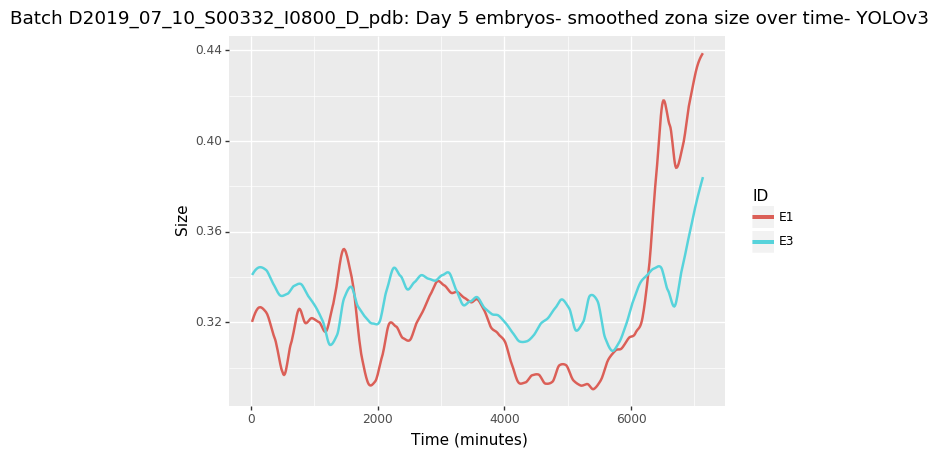 Batch D2019_07_10_S00332_I0800_D_pdb: Day 5 embryos- smoothed zona size over time- YOLOv3
0.44
0.40
0.36
0.32
Size
0 2000 4000 6000
Time (minutes)
ID
E1
E3